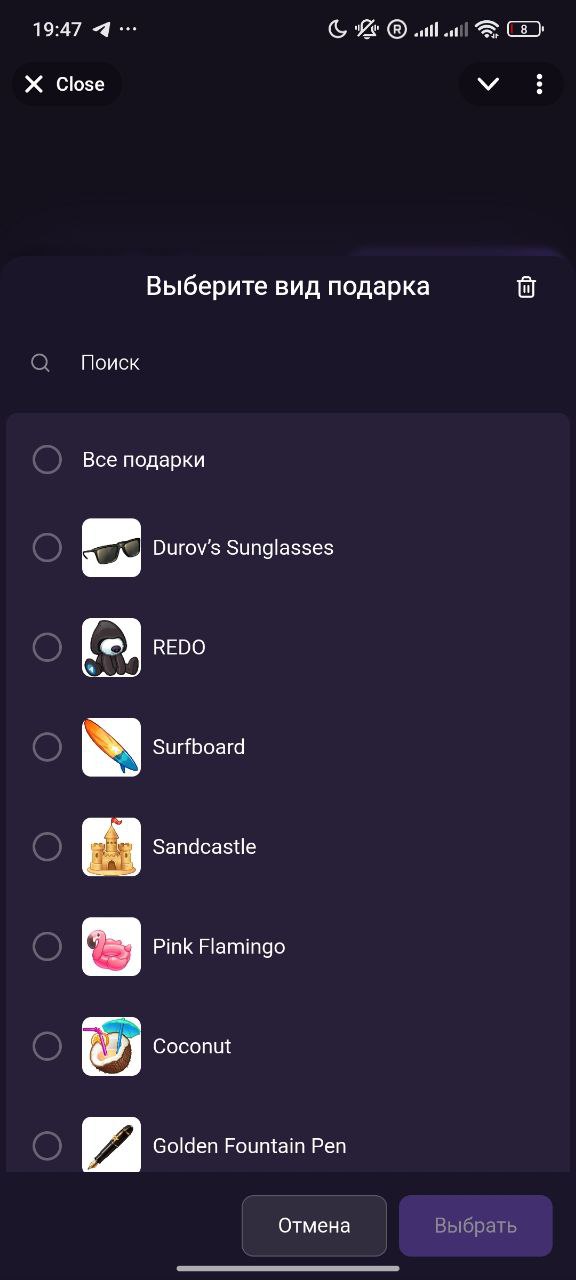 19:47
R
8
Close
Выберите вид подарка
Поиск
Все подарки
Durov’s Sunglasses
REDO
Surfboard
Sandcastle
Pink Flamingo
Coconut
Golden Fountain Pen
Отмена
Выбрать